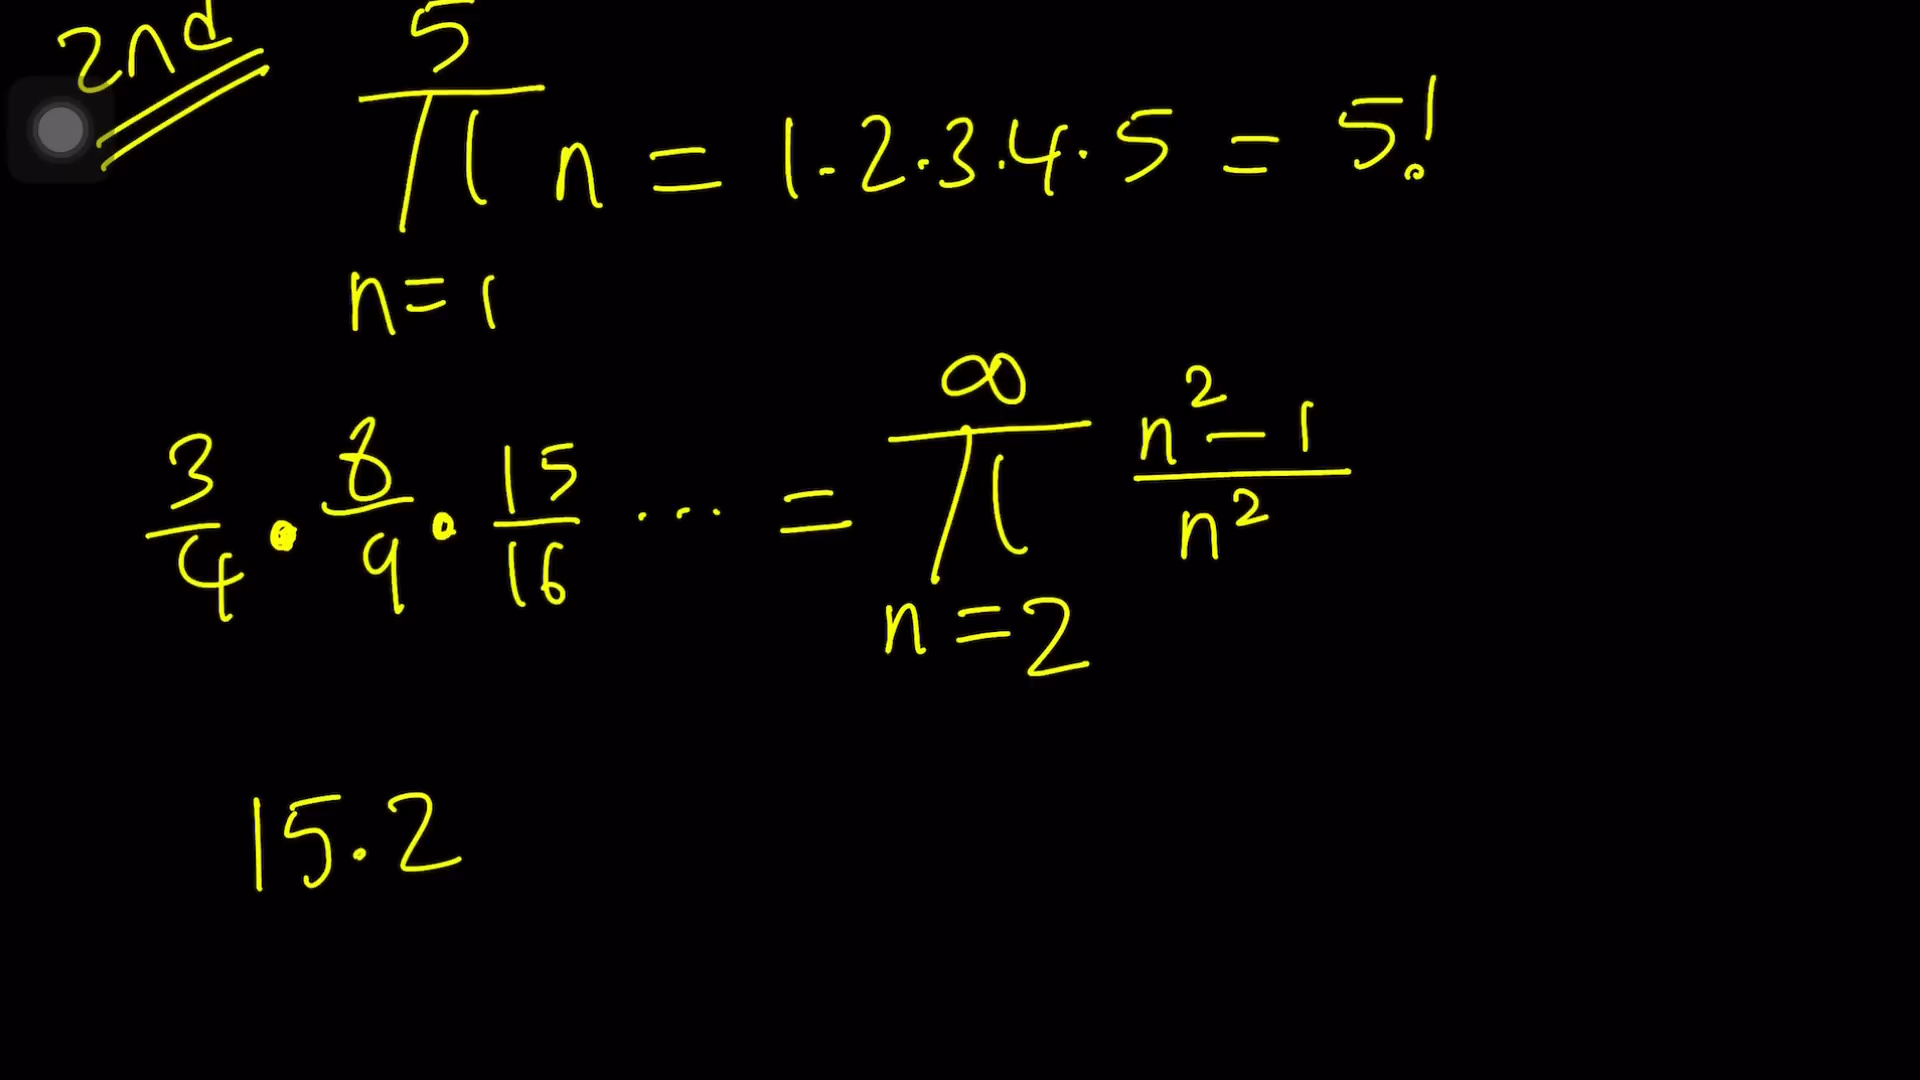 2nd
5
π n = 1·2·3·4·5 = 5!
n=1
3/4 · 8/9 · 15/16 ... = ∞ π n=2 n²-1/n²
15.2